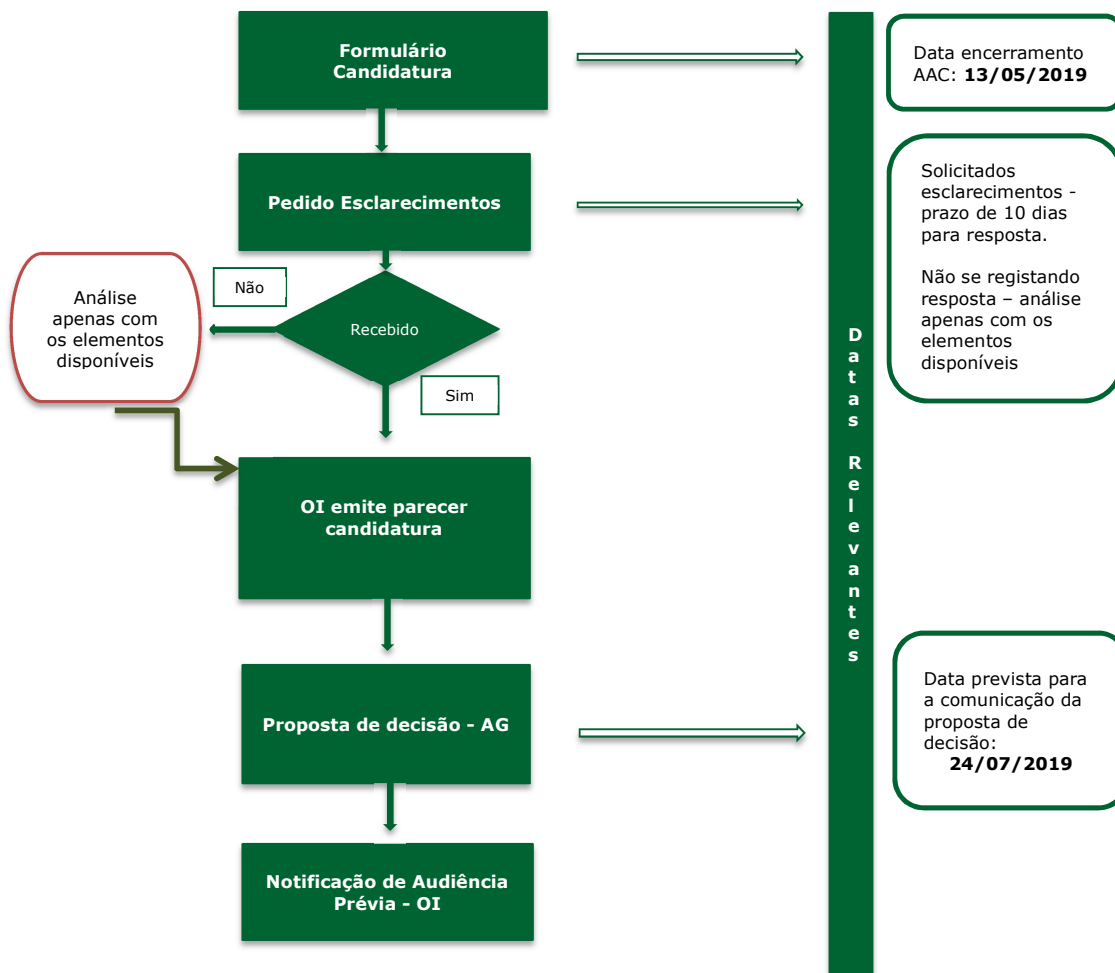 Formulário
Candidatura
Data encerramento
AAC: 13/05/2019
Pedido Esclarecimentos
Solicitados
esclarecimentos -
prazo de 10 dias
para resposta.
Não se registando
resposta – análise
apenas com os
elementos
disponíveis
Não
Recebido
Análise
apenas com
os elementos
disponíveis
Sim
OI emite parecer
candidatura
Datas Relevantes
Proposta de decisão - AG
Data prevista para
a comunicação da
proposta de
decisão:
24/07/2019
Notificação de Audiência
Prévia - OI